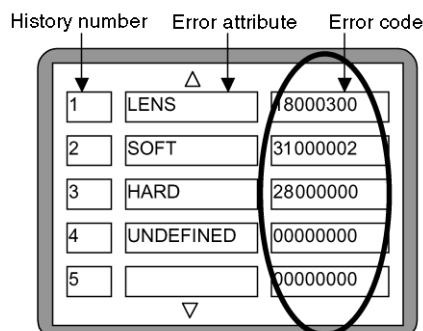 History number Error attribute Error code
1 LENS 18000300
2 SOFT 31000002
3 HARD 28000000
4 UNDEFINED 00000000
5 00000000